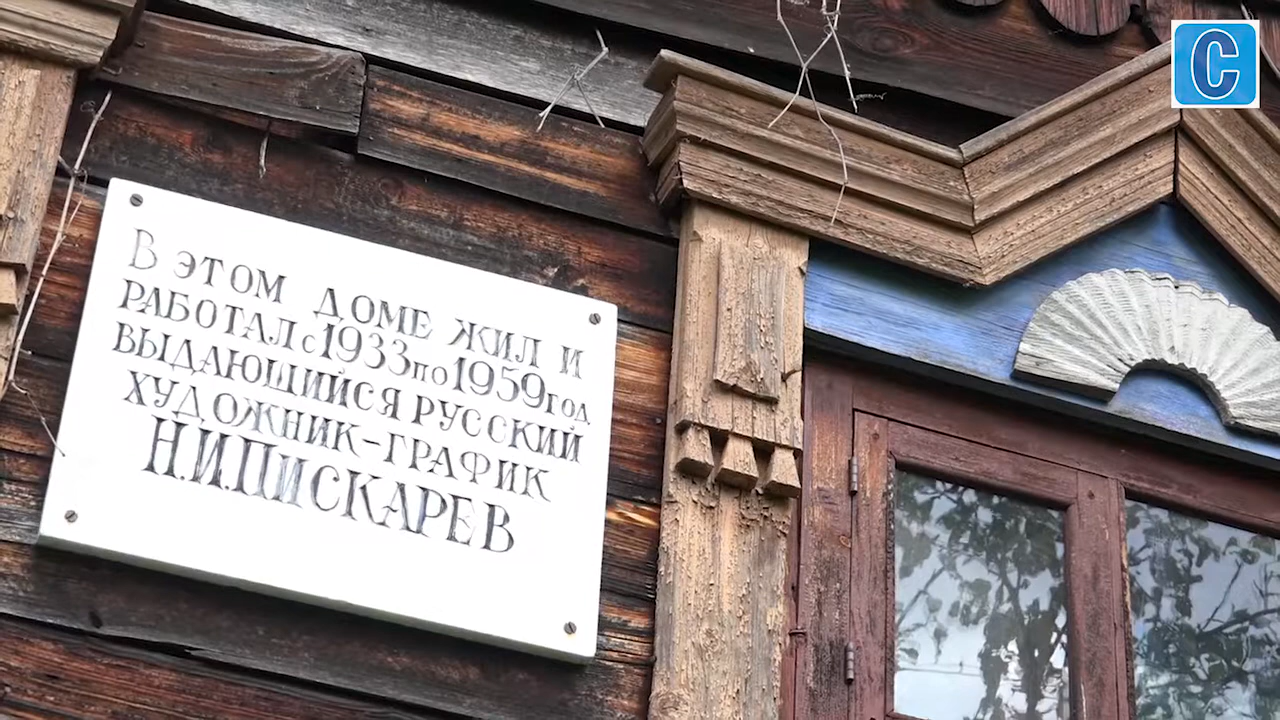 В ЭТОМ ДОМЕ ЖИЛ И
РАБОТАЛ с 1933 по 1959 год
ВЫДАЮЩИЙСЯ РУССКИЙ
ХУДОЖНИК-ГРАФИК
Н.И.ПИСКАРЕВ
С